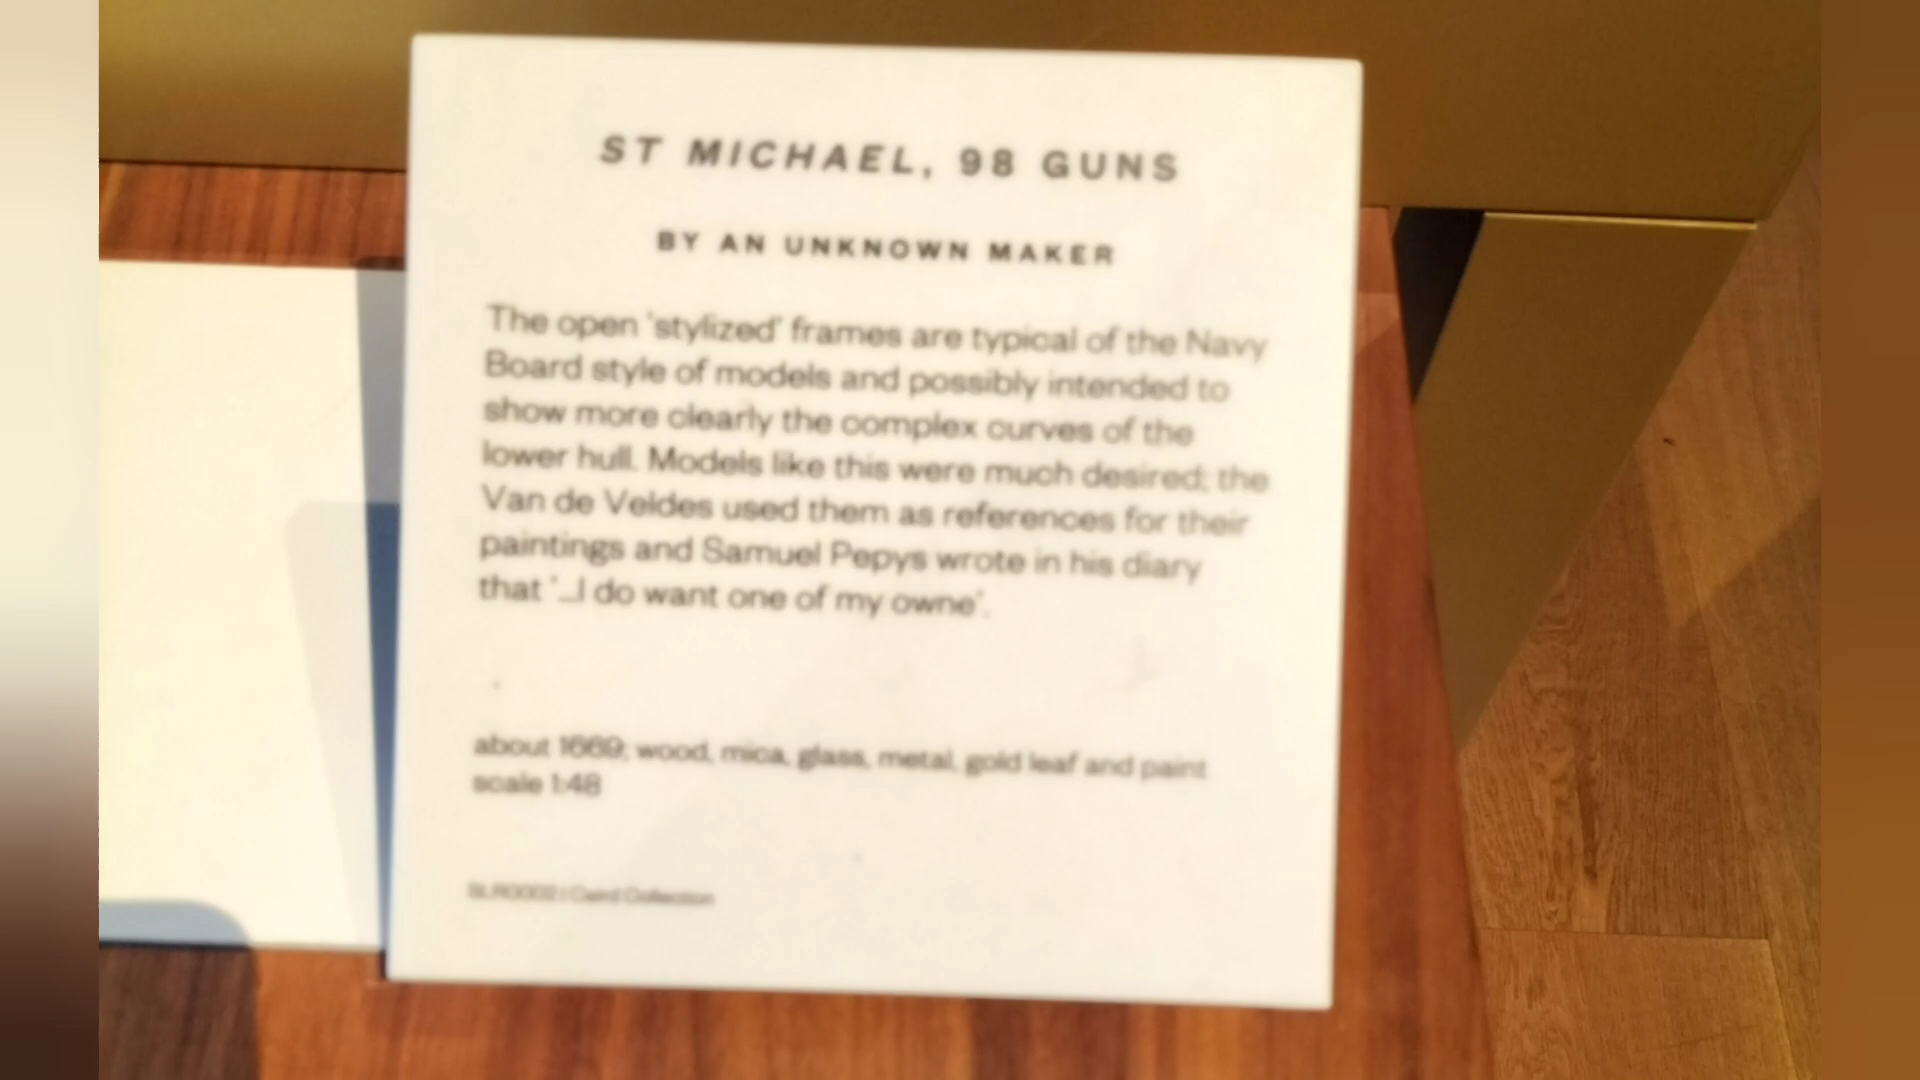 ST MICHAEL, 98 GUNS
BY AN UNKNOWN MAKER
The open 'stylized' frames are typical of the Navy
Board style of models and possibly intended to
show more clearly the complex curves of the
lower hull. Models like this were much desired; the
Van de Veldes used them as references for their
paintings and Samuel Pepys wrote in his diary
that '...I do want one of my owne'.
about 1669; wood, mica, glass, metal, gold leaf and paint
scale 1:48
SLR0002 | Caird Collection